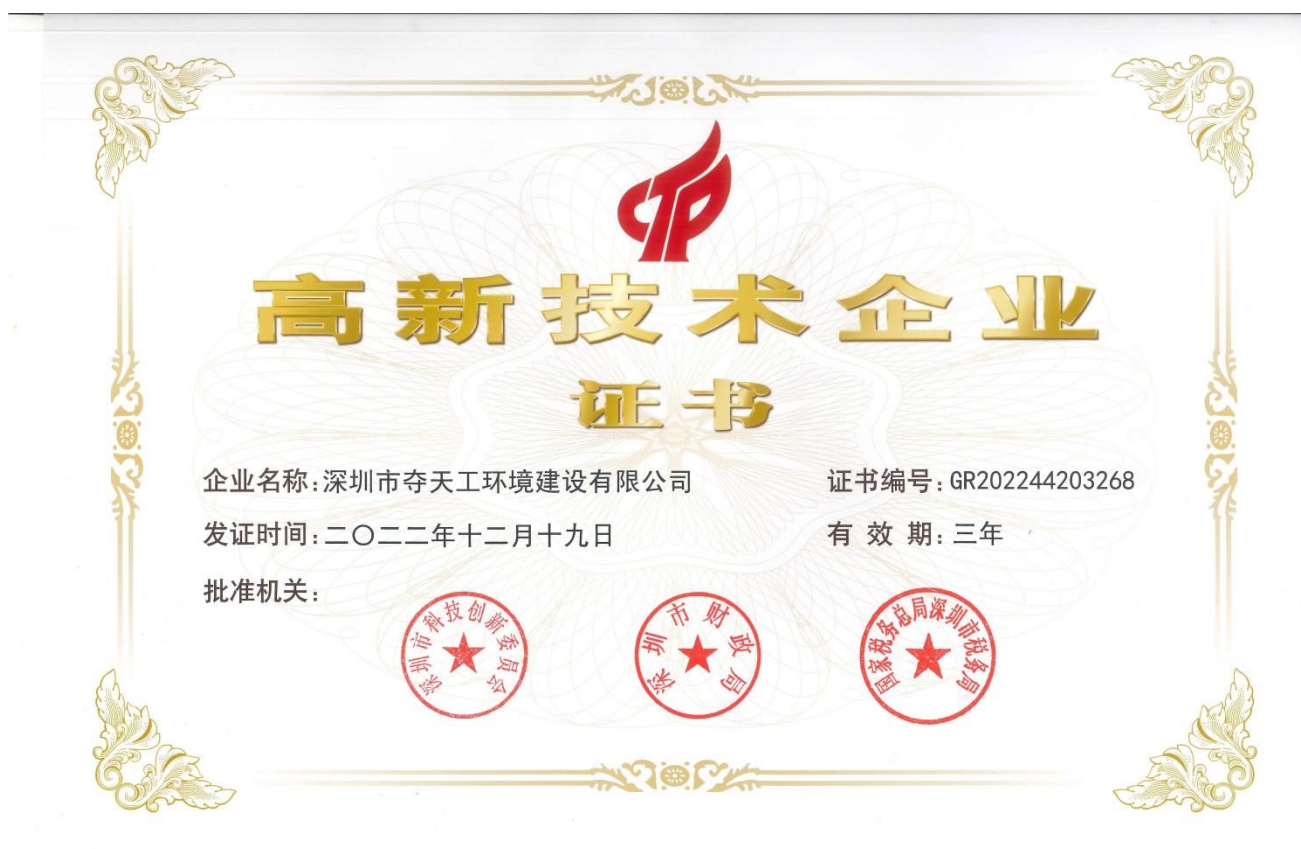 高新技术企业
证书
企业名称:深圳市夺天工环境建设有限公司
证书编号:GR202244203268
发证时间:二〇二二年十二月十九日
有 效 期:三年
批准机关:
深圳市科技创新委员会
深圳市财政局
国家税务总局深圳市税务局